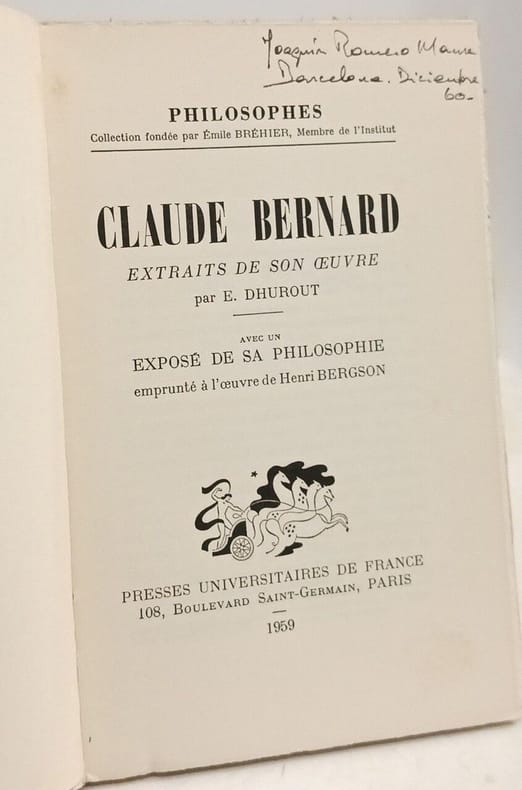 Joaquín Romero Maura
Barcelona. Diciembre
60-
PHILOSOPHES
Collection fondée par Émile BRÉHIER, Membre de l'Institut
CLAUDE BERNARD
EXTRAITS DE SON ŒUVRE
par E. DHUROUT
AVEC UN
EXPOSÉ DE SA PHILOSOPHIE
emprunté à l'œuvre de Henri BERGSON
PRESSES UNIVERSITAIRES DE FRANCE
108, BOULEVARD SAINT-GERMAIN, PARIS
1959